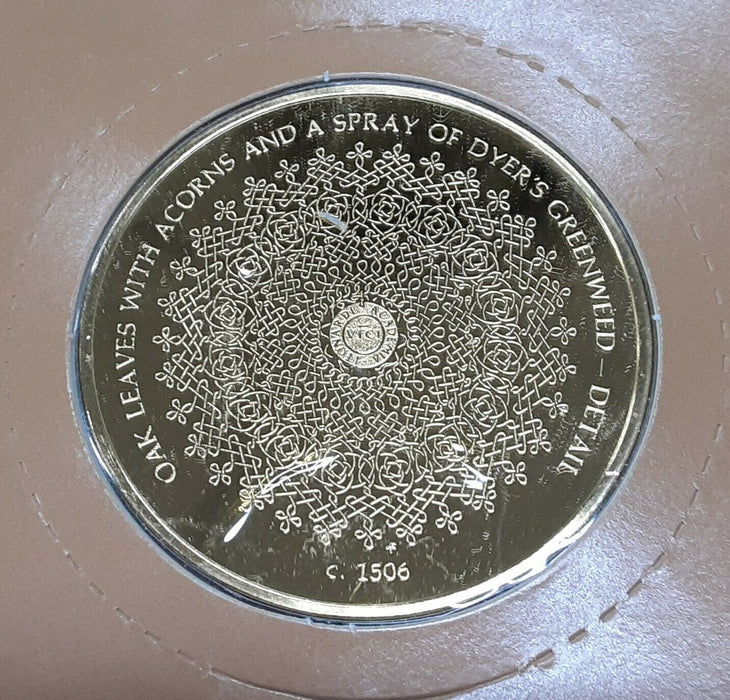 OAK LEAVES WITH ACORNS AND A SPRAY OF DYER'S GREENWEED – DETAIL
c. 1506